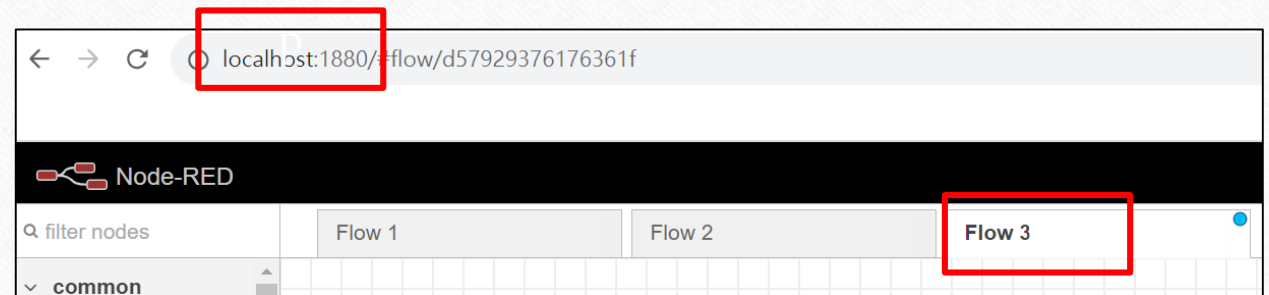 localhost:1880/#flow/d57929376176361f
Node-RED
filter nodes
Flow 1
Flow 2
Flow 3
common